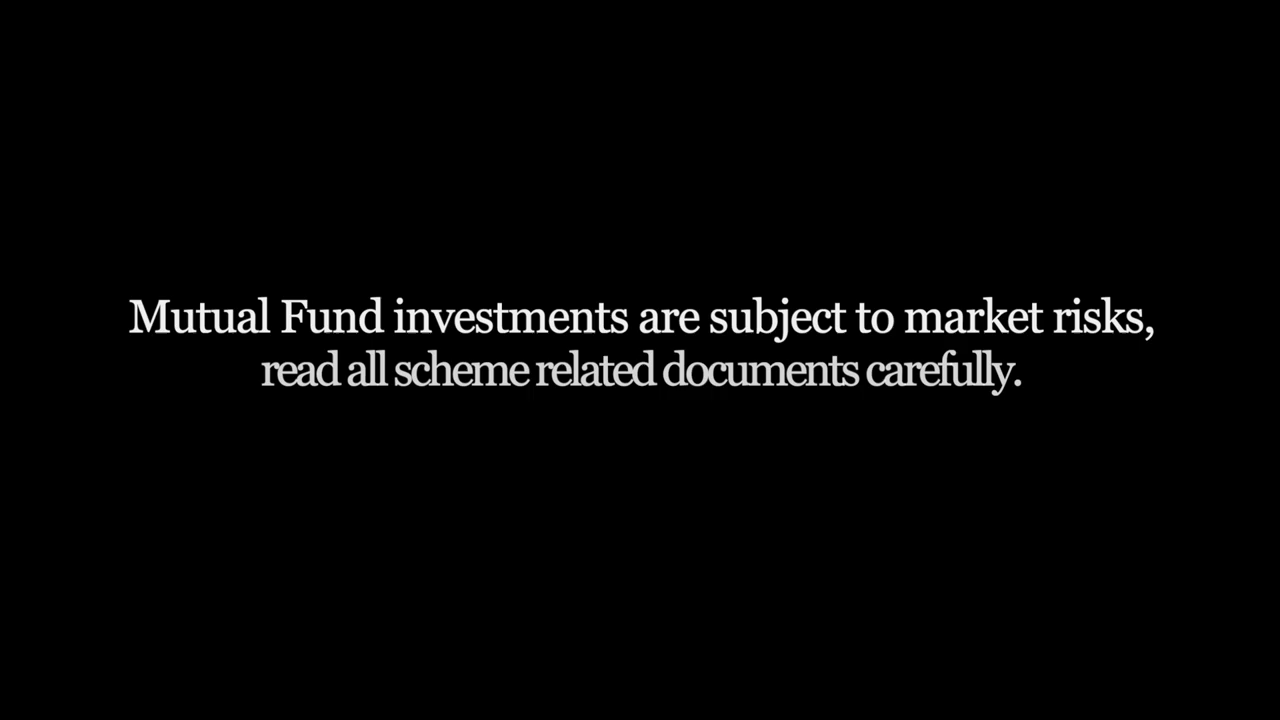 Mutual Fund investments are subject to market risks,
read all scheme related documents carefully.